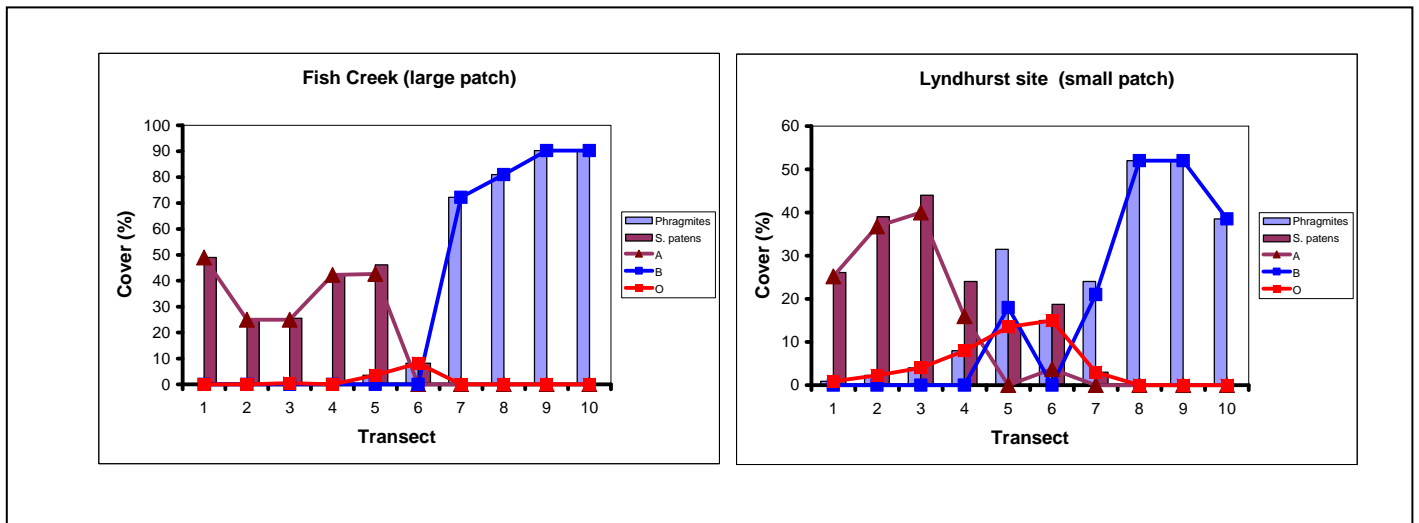 Fish Creek (large patch)
100
90
80
70
60
50
40
30
20
10
0
Cover (%)
1 2 3 4 5 6 7 8 9 10
Transect
Phragmites
S. patens
A
B
O
Lyndhurst site (small patch)
60
50
40
30
20
10
0
Cover (%)
1 2 3 4 5 6 7 8 9 10
Transect
Phragmites
S. patens
A
B
O